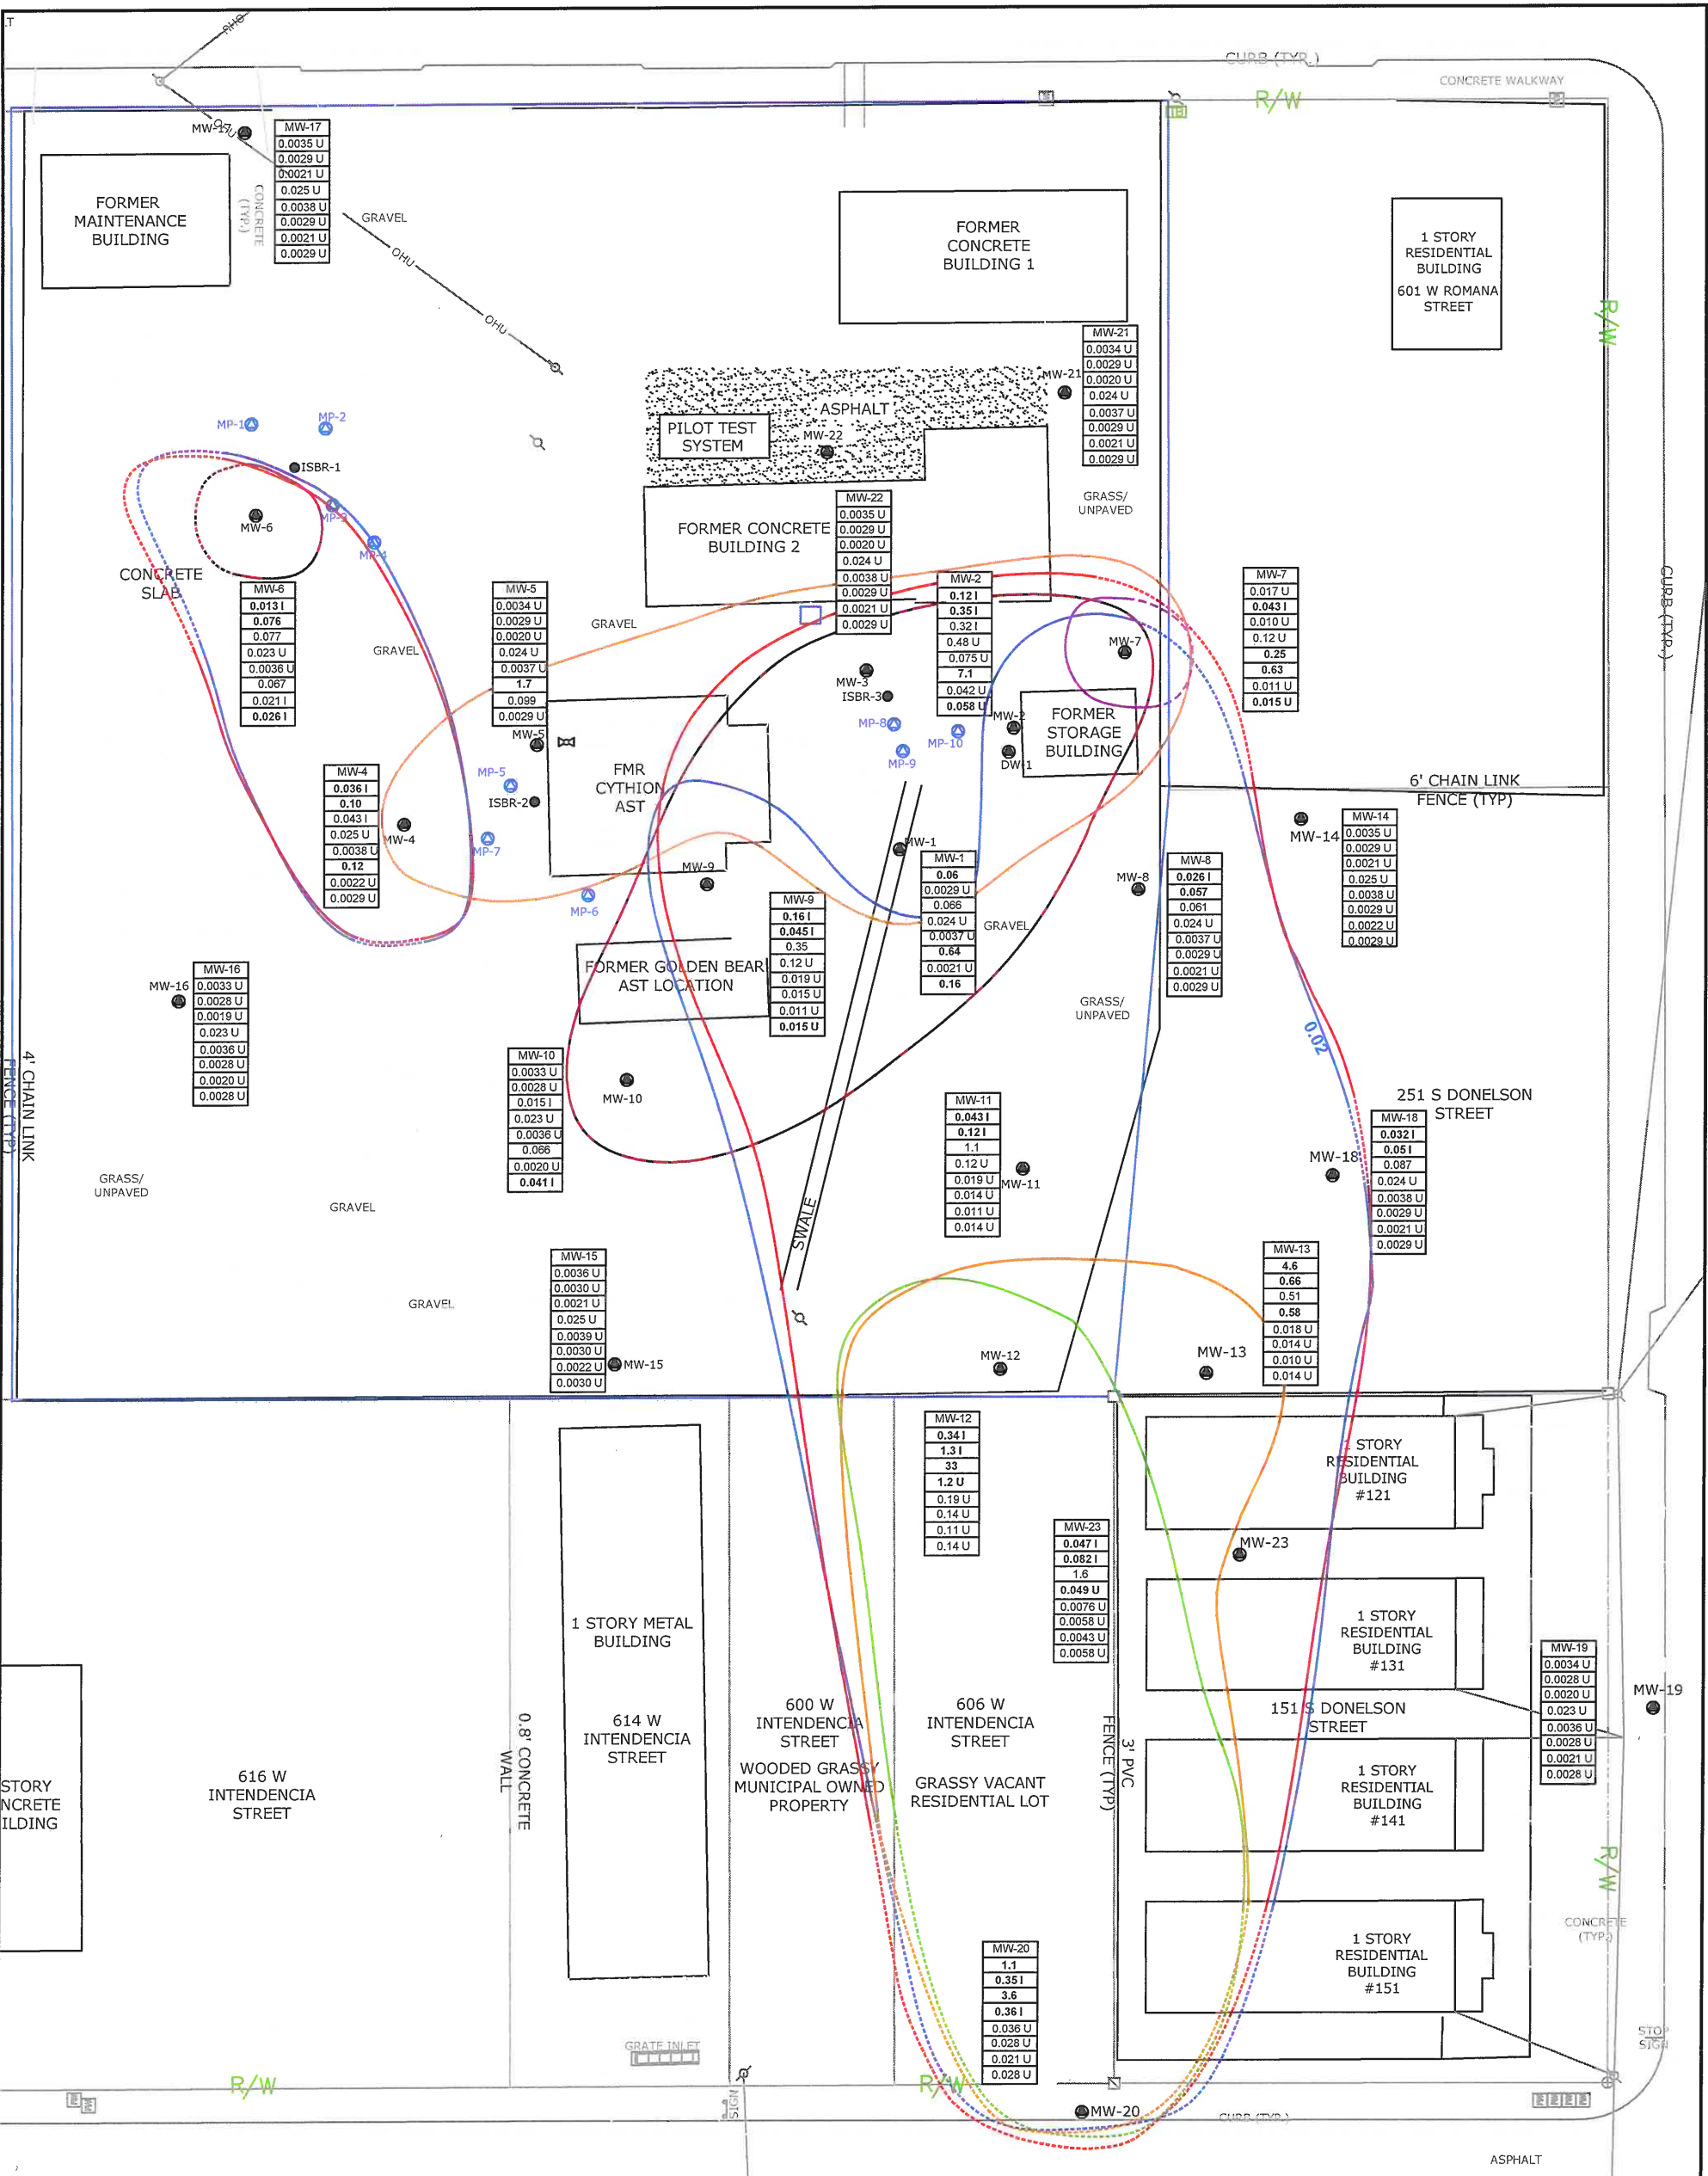 OHU
CURB (TYP.)
CONCRETE WALKWAY
R/W
MW-17
OHU
MW-17
0.0035 U
0.0029 U
0.0021 U
0.025 U
0.0038 U
0.0029 U
0.0021 U
0.0029 U
FORMER
MAINTENANCE
BUILDING
CONCRETE
(TYP.)
GRAVEL
OHU
OHU
FORMER
CONCRETE
BUILDING 1
1 STORY
RESIDENTIAL
BUILDING
601 W ROMANA
STREET
R/W
MW-21
MW-21
0.0034 U
0.0029 U
0.0020 U
0.024 U
0.0037 U
0.0029 U
0.0021 U
0.0029 U
ASPHALT
PILOT TEST
SYSTEM
MW-22
MP-1
MP-2
ISBR-1
MP-3
MW-6
MP-4
CONCRETE
SLAB
GRASS/
UNPAVED
FORMER CONCRETE
BUILDING 2
MW-22
0.0035 U
0.0029 U
0.0020 U
0.024 U
0.0038 U
0.0029 U
0.0021 U
0.0029 U
MW-6
0.013 I
0.076
0.077
0.023 U
0.0036 U
0.067
0.021 I
0.026 I
MW-5
0.0034 U
0.0029 U
0.0020 U
0.024 U
0.0037 U
1.7
0.099
0.0029 U
MW-2
0.12 I
0.35 I
0.32 I
0.48 U
0.075 U
7.1
0.042 U
0.058 U
MW-7
0.017 U
0.043 I
0.010 U
0.12 U
0.25
0.63
0.011 U
0.015 U
CURB (TYP.)
GRAVEL
GRAVEL
MW-7
MW-3
ISBR-3
MP-8
MP-10
MP-9
MW-2
DW-1
FORMER
STORAGE
BUILDING
MW-5
MP-5
ISBR-2
FMR
CYTHION
AST
6' CHAIN LINK
FENCE (TYP)
MW-4
0.036 I
0.10
0.043 I
0.025 U
0.0038 U
0.12
0.0022 U
0.0029 U
MW-4
MP-7
MP-6
MW-9
MW-1
MW-1
0.06
0.0029 U
0.066
0.024 U
0.0037 U
0.64
0.0021 U
0.16
MW-8
MW-8
0.026 I
0.057
0.061
0.024 U
0.0037 U
0.0029 U
0.0021 U
0.0029 U
MW-14
MW-14
0.0035 U
0.0029 U
0.0021 U
0.025 U
0.0038 U
0.0029 U
0.0022 U
0.0029 U
MW-9
0.16 I
0.045 I
0.35
0.12 U
0.019 U
0.015 U
0.011 U
0.015 U
GRAVEL
FORMER GOLDEN BEAR
AST LOCATION
MW-16
MW-16
0.0033 U
0.0028 U
0.0019 U
0.023 U
0.0036 U
0.0028 U
0.0020 U
0.0028 U
GRASS/
UNPAVED
0.02
4' CHAIN LINK
FENCE (TYP)
MW-10
0.0033 U
0.0028 U
0.015 I
0.023 U
0.0036 U
0.066
0.0020 U
0.041 I
MW-10
MW-11
0.043 I
0.12 I
1.1
0.12 U
0.019 U
0.014 U
0.011 U
0.014 U
MW-11
251 S DONELSON
STREET
MW-18
MW-18
0.032 I
0.05 I
0.087
0.024 U
0.0038 U
0.0029 U
0.0021 U
0.0029 U
GRASS/
UNPAVED
GRAVEL
SWALE
MW-15
0.0036 U
0.0030 U
0.0021 U
0.025 U
0.0039 U
0.0030 U
0.0022 U
0.0030 U
MW-15
GRAVEL
MW-13
4.6
0.66
0.51
0.58
0.018 U
0.014 U
0.010 U
0.014 U
MW-12
MW-13
MW-12
0.34 I
1.3 I
33
1.2 U
0.19 U
0.14 U
0.11 U
0.14 U
1 STORY
RESIDENTIAL
BUILDING
#121
MW-23
0.047 I
0.082 I
1.6
0.049 U
0.0076 U
0.0058 U
0.0043 U
0.0058 U
MW-23
1 STORY METAL
BUILDING
614 W
INTENDENCIA
STREET
1 STORY
RESIDENTIAL
BUILDING
#131
MW-19
0.0034 U
0.0028 U
0.0020 U
0.023 U
0.0036 U
0.0028 U
0.0021 U
0.0028 U
MW-19
600 W
INTENDENCIA
STREET
WOODED GRASSY
MUNICIPAL OWNED
PROPERTY
606 W
INTENDENCIA
STREET
GRASSY VACANT
RESIDENTIAL LOT
151 S DONELSON
STREET
3' PVC
FENCE (TYP)
0.8' CONCRETE
WALL
616 W
INTENDENCIA
STREET
STORY
NCRETE
ILDING
1 STORY
RESIDENTIAL
BUILDING
#141
R/W
CONCRETE
(TYP.)
1 STORY
RESIDENTIAL
BUILDING
#151
MW-20
1.1
0.35 I
3.6
0.36 I
0.036 U
0.028 U
0.021 U
0.028 U
GRATE INLET
STOP
SIGN
R/W
R/W
SIGN
MW-20
CURB (TYP.)
ASPHALT